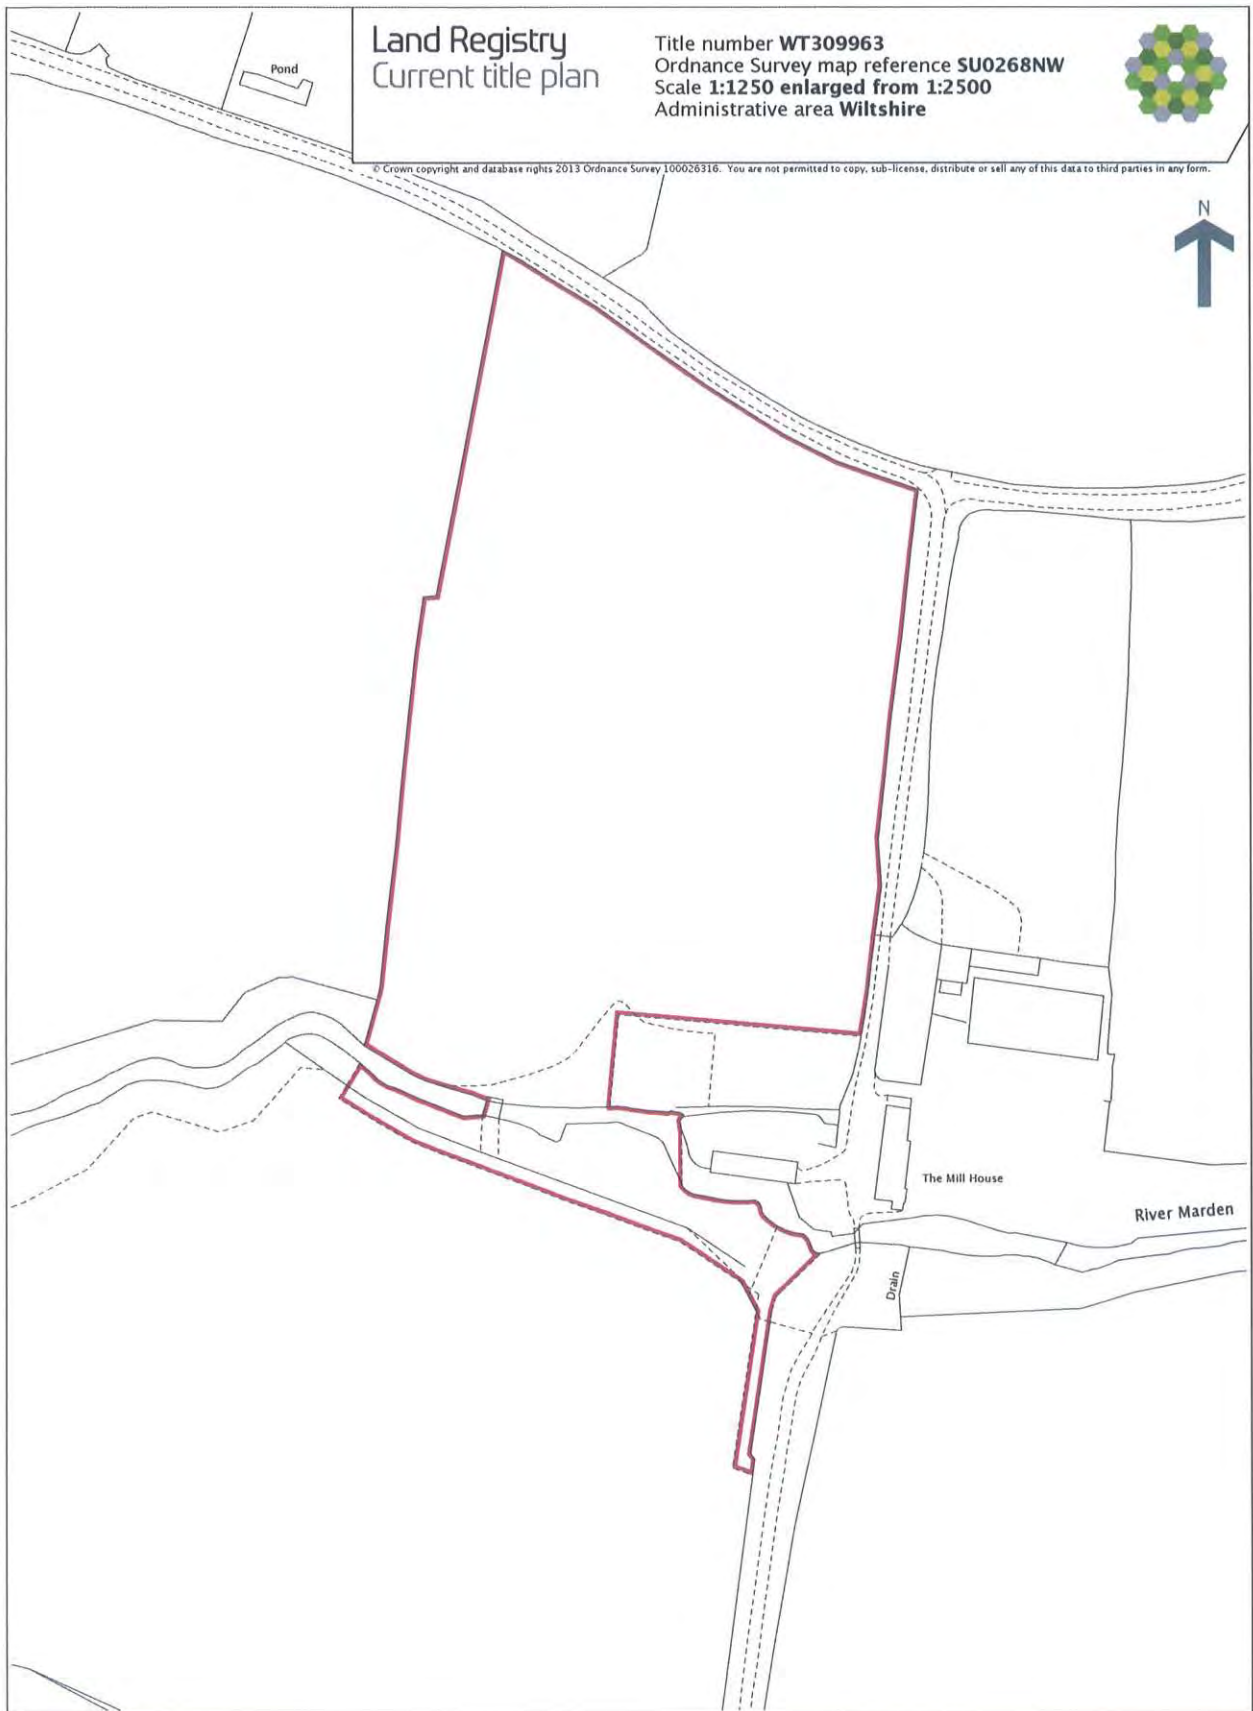 Land Registry
Current title plan
Title number WT309963
Ordnance Survey map reference SU0268NW
Scale 1:1250 enlarged from 1:2500
Administrative area Wiltshire
© Crown copyright and database rights 2013 Ordnance Survey 100026316. You are not permitted to copy, sub-license, distribute or sell any of this data to third parties in any form.
Pond
N
The Mill House
River Marden
Drain